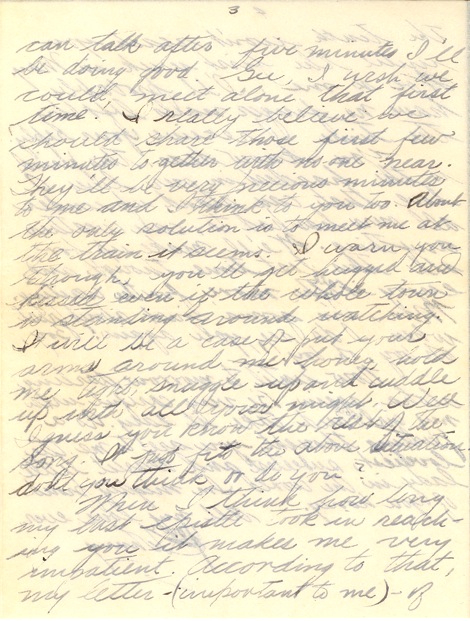 3
can talk after five minutes I'll
be doing good. Gee, I wish we
could meet alone that first
time. I really believe we
should share those first few
minutes together with no one near.
They'll be very precious minutes
to me and I think to you too. About
the only solution is to meet me at
the train it seems. I warn you
though, you'll get hugged and
kissed even if the whole town
is standing around watching.
It will be a case of put your
arms around me honey hold
me tight, snuggle up and cuddle
up with all your might. Well
I guess you know the rest of the
song. It just fit the above situation
don't you think or do you?
When I think how long
my last epistle took in reach-
ing you it makes me very
impatient. According to that,
my letter - (important to me) - of